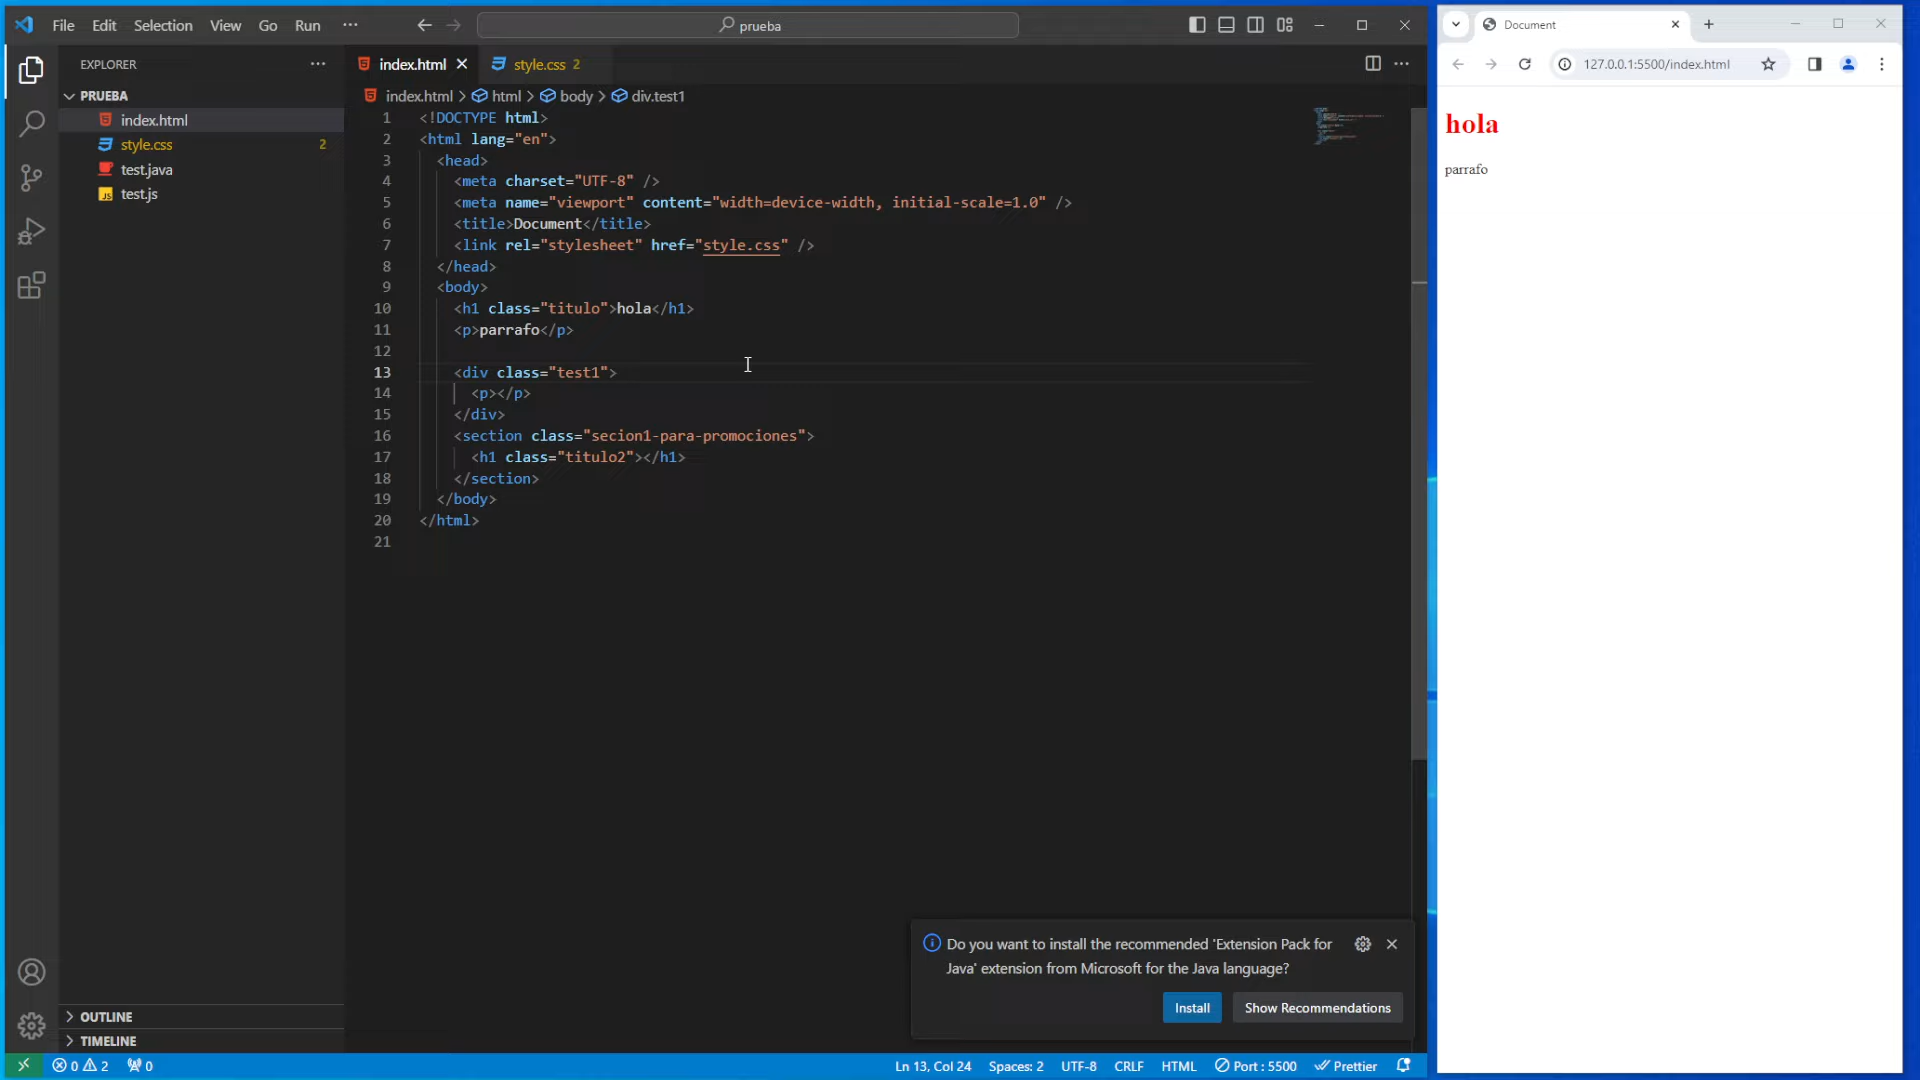 File Edit Selection View Go Run ··· prueba
EXPLORER ···
PRUEBA
index.html
style.css 2
test.java
test.js
OUTLINE
TIMELINE
index.html style.css 2
index.html > html > body > div.test1
1 <!DOCTYPE html>
2 <html lang="en">
3 <head>
4 <meta charset="UTF-8" />
5 <meta name="viewport" content="width=device-width, initial-scale=1.0" />
6 <title>Document</title>
7 <link rel="stylesheet" href="style.css" />
8 </head>
9 <body>
10 <h1 class="titulo">hola</h1>
11 <p>parrafo</p>
12
13 <div class="test1">
14 <p></p>
15 </div>
16 <section class="secion1-para-promociones">
17 <h1 class="titulo2"></h1>
18 </section>
19 </body>
20 </html>
21
Do you want to install the recommended 'Extension Pack for
Java' extension from Microsoft for the Java language?
Install Show Recommendations
0 2 0 Ln 13, Col 24 Spaces: 2 UTF-8 CRLF HTML Port : 5500 Prettier
Document
127.0.0.1:5500/index.html
hola
parrafo